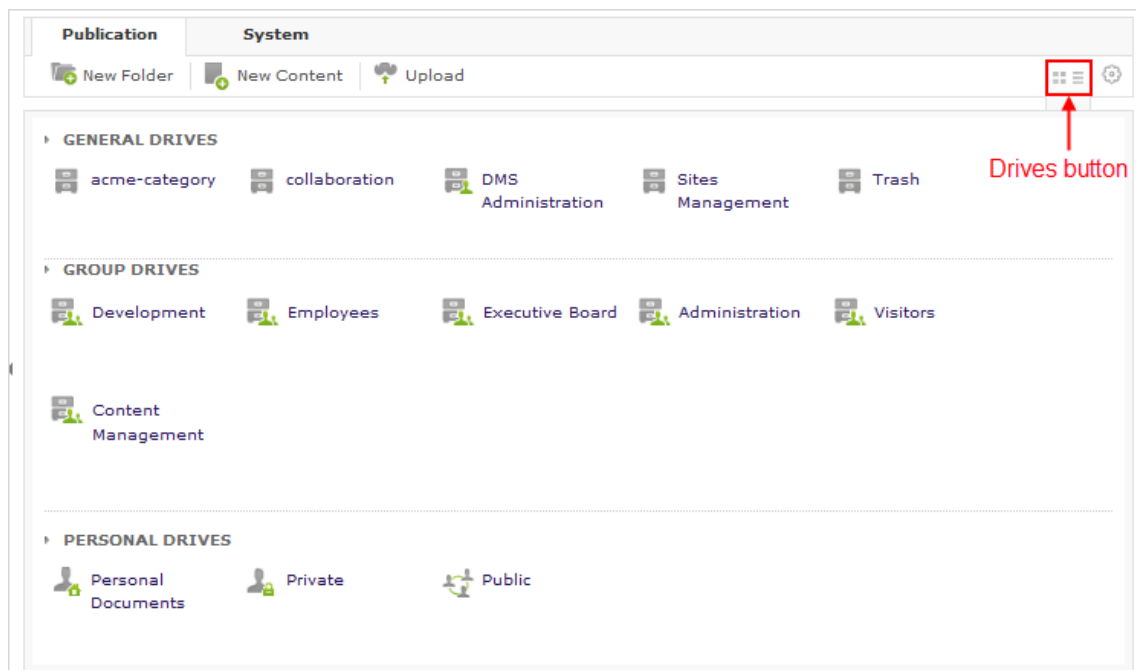 Publication System
New Folder New Content Upload
Drives button
GENERAL DRIVES
acme-category collaboration DMS Sites Trash
Administration Management
GROUP DRIVES
Development Employees Executive Board Administration Visitors
Content
Management
PERSONAL DRIVES
Personal Private Public
Documents